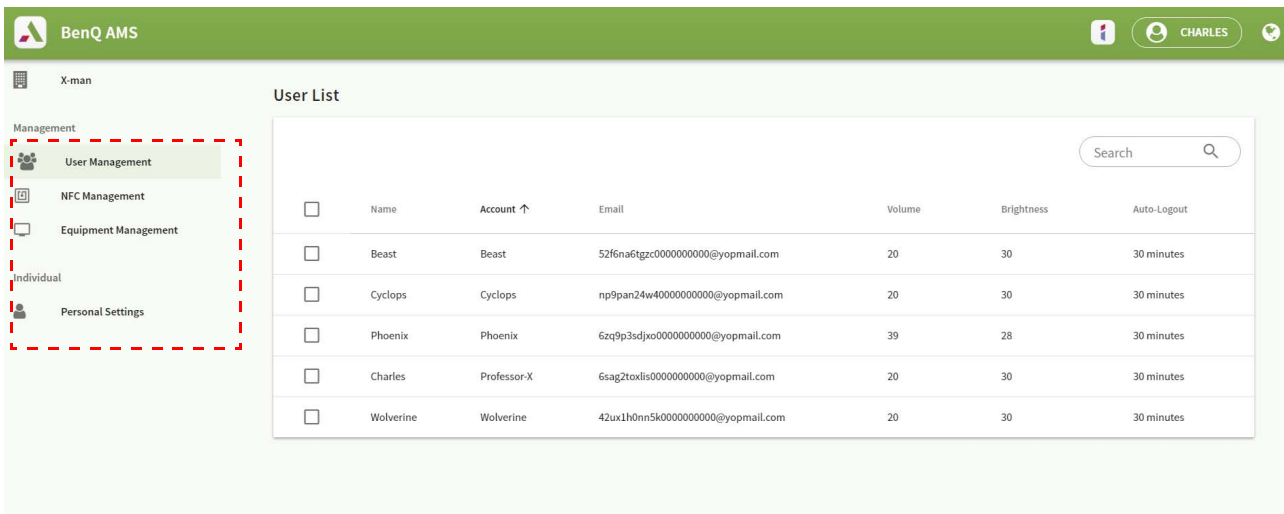 BenQ AMS
CHARLES
X-man
Management
User Management
NFC Management
Equipment Management
Individual
Personal Settings
User List
Search
Name Account Email Volume Brightness Auto-Logout
Beast Beast 52f6na6tgzc0000000000@yopmail.com 20 30 30 minutes
Cyclops Cyclops np9pan24w40000000000@yopmail.com 20 30 30 minutes
Phoenix Phoenix 6zq9p3sdjxo0000000000@yopmail.com 39 28 30 minutes
Charles Professor-X 6sag2toxlis0000000000@yopmail.com 20 30 30 minutes
Wolverine Wolverine 42ux1h0nn5k0000000000@yopmail.com 20 30 30 minutes